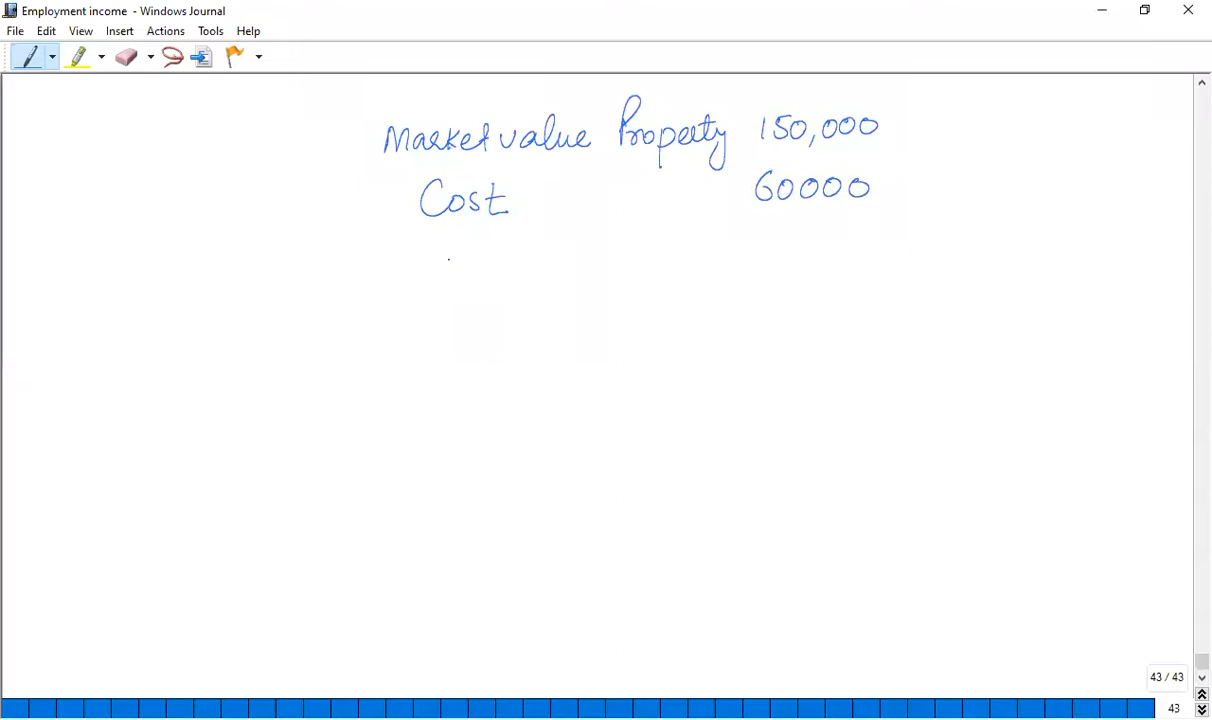 Employment income - Windows Journal
File Edit View Insert Actions Tools Help
Market value Property 150,000
Cost 60000
43 / 43
43